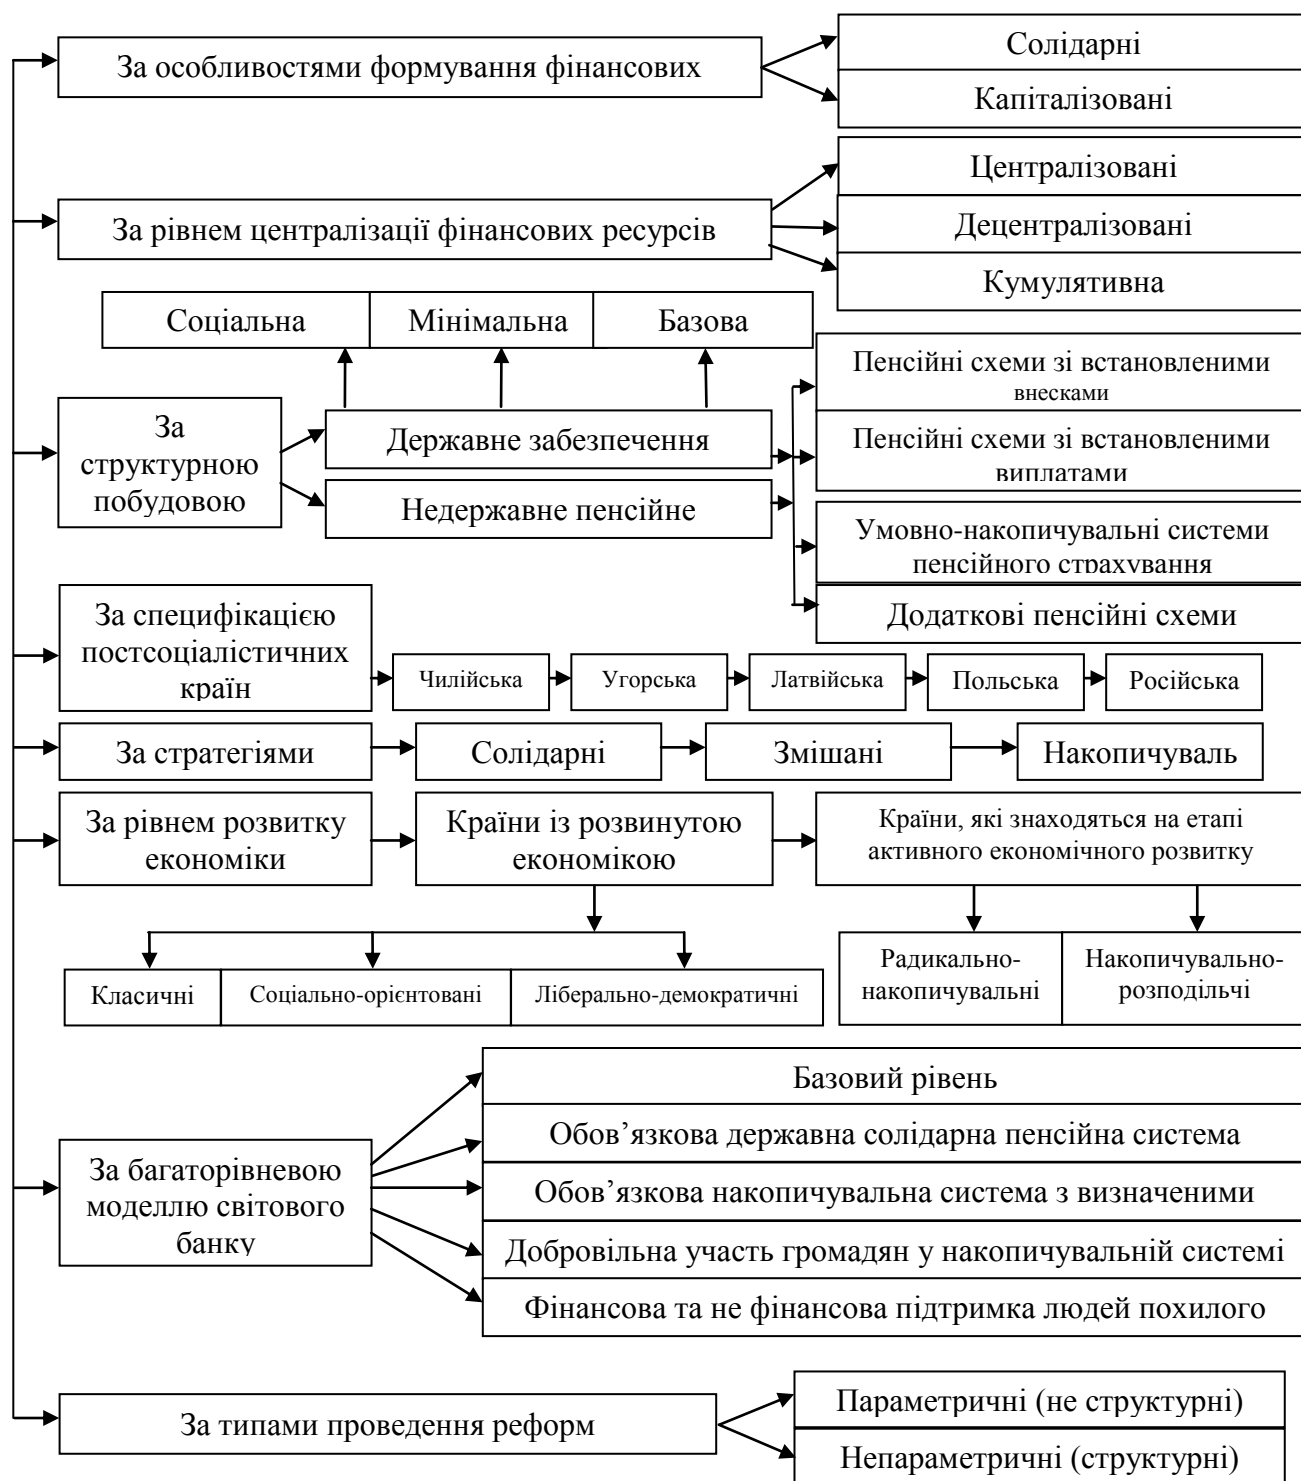 За особливостями формування фінансових
Солідарні
Капіталізовані
За рівнем централізації фінансових ресурсів
Централізовані
Децентралізовані
Кумулятивна
Соціальна
Мінімальна
Базова
За
структурною
побудовою
Державне забезпечення
Недержавне пенсійне
Пенсійні схеми зі встановленими
внесками
Пенсійні схеми зі встановленими
виплатами
Умовно-накопичувальні системи
пенсійного страхування
Додаткові пенсійні схеми
За специфікацією
постсоціалістичних
країн
Чилійська
Угорська
Латвійська
Польська
Російська
За стратегіями
Солідарні
Змішані
Накопичуваль
За рівнем розвитку
економіки
Країни із розвинутою
економікою
Країни, які знаходяться на етапі
активного економічного розвитку
Класичні
Соціально-орієнтовані
Ліберально-демократичні
Радикально-
накопичувальні
Накопичувально-
розподільчі
За багаторівневою
моделлю світового
банку
Базовий рівень
Обов’язкова державна солідарна пенсійна система
Обов’язкова накопичувальна система з визначеними
Добровільна участь громадян у накопичувальній системі
Фінансова та не фінансова підтримка людей похилого
За типами проведення реформ
Параметричні (не структурні)
Непараметричні (структурні)